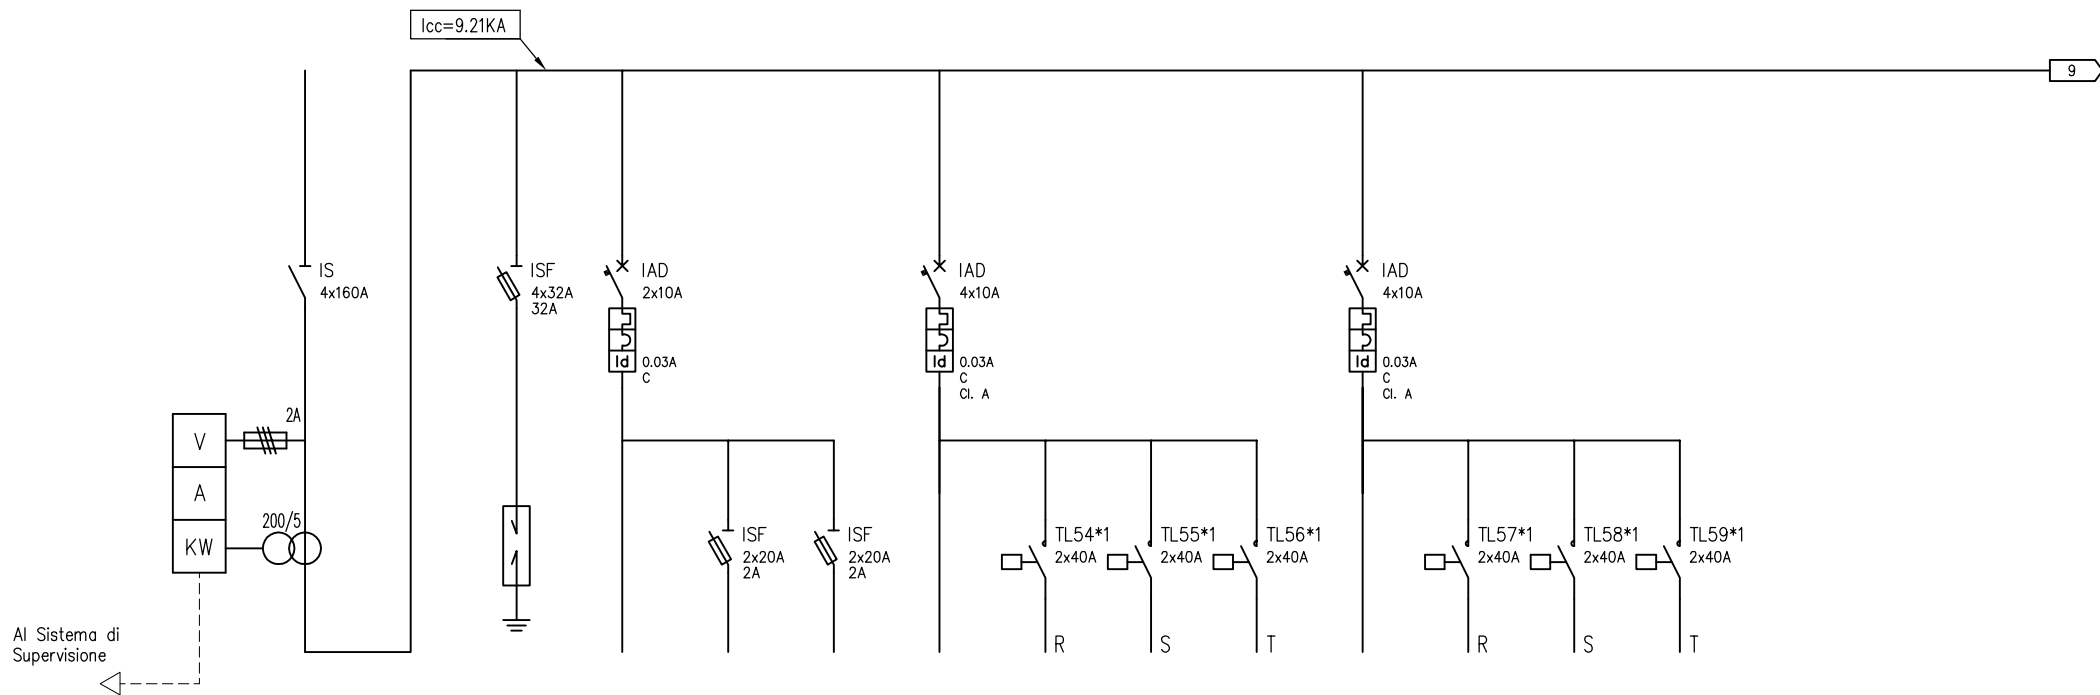 Icc=9.21KA
9
IS
4x160A
ISF
4x32A
32A
IAD
2x10A
Id
0.03A
C
IAD
4x10A
Id
0.03A
C
Cl. A
IAD
4x10A
Id
0.03A
C
Cl. A
2A
V
A
KW
200/5
ISF
2x20A
2A
ISF
2x20A
2A
TL54*1
2x40A
TL55*1
2x40A
TL56*1
2x40A
TL57*1
2x40A
TL58*1
2x40A
TL59*1
2x40A
R
S
T
R
S
T
Al Sistema di
Supervisione